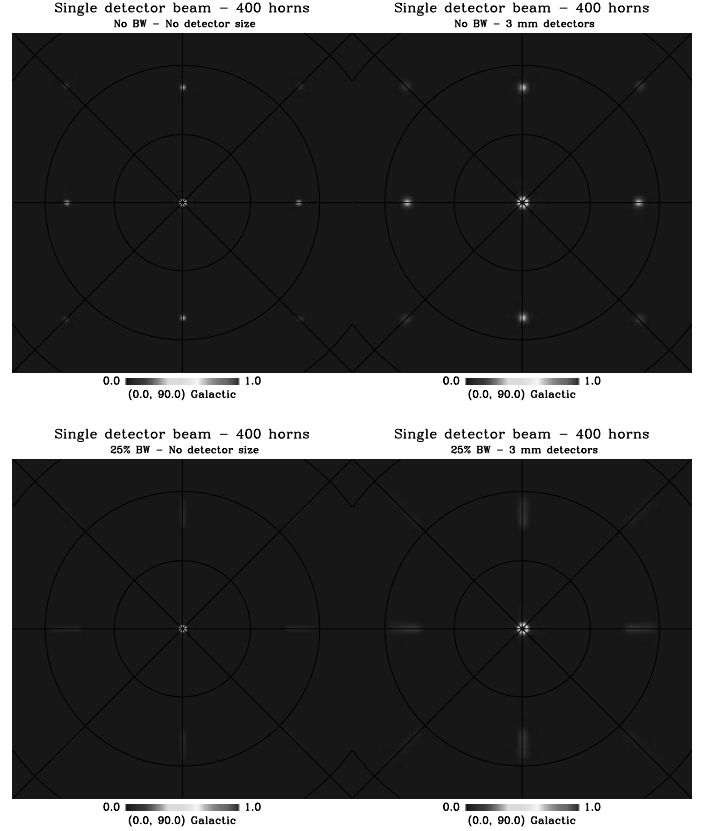 Single detector beam – 400 horns
No BW – No detector size
Single detector beam – 400 horns
No BW – 3 mm detectors
0.0 1.0
(0.0, 90.0) Galactic
0.0 1.0
(0.0, 90.0) Galactic
Single detector beam – 400 horns
25% BW – No detector size
Single detector beam – 400 horns
25% BW – 3 mm detectors
0.0 1.0
(0.0, 90.0) Galactic
0.0 1.0
(0.0, 90.0) Galactic